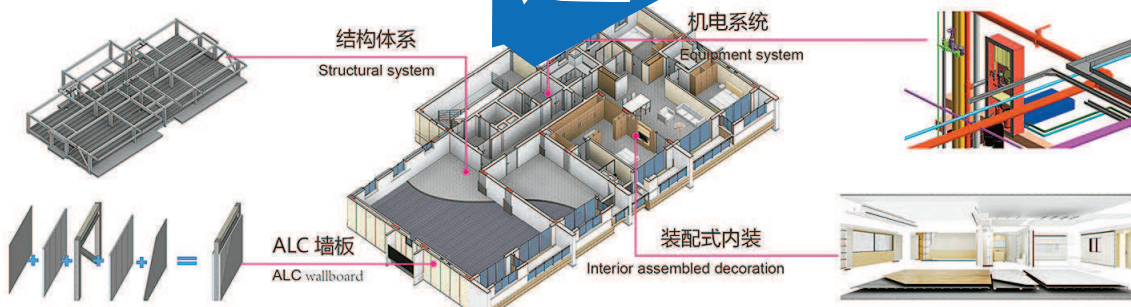 结构体系
Structural system
机电系统
Equipment system
ALC 墙板
ALC wallboard
装配式内装
Interior assembled decoration